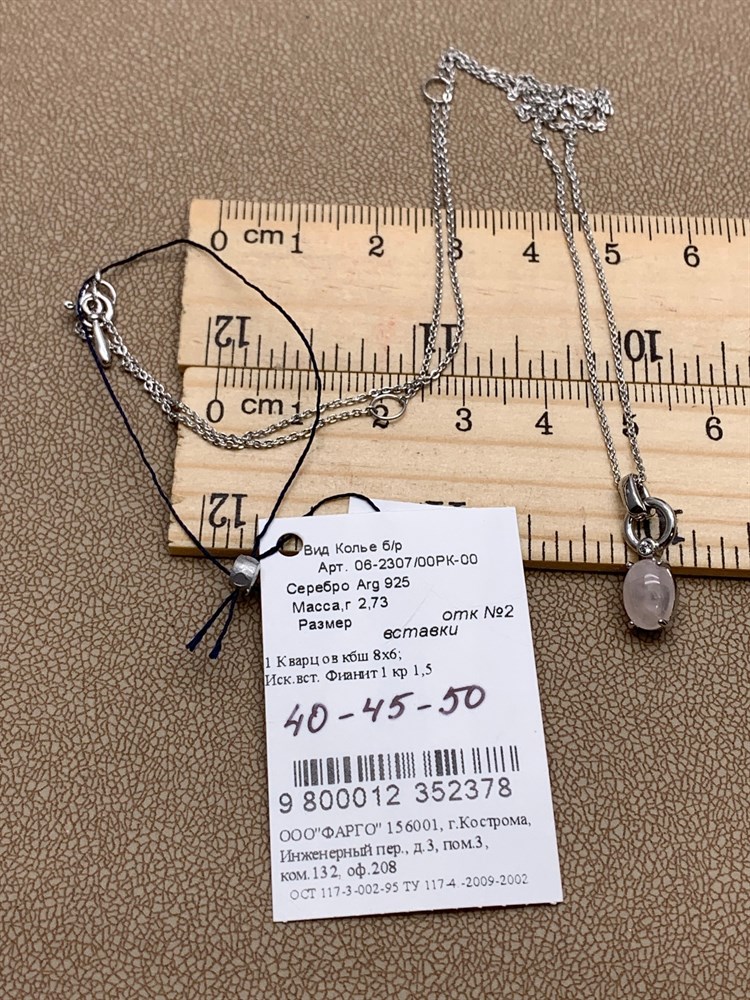 0 cm 1 2 3 4 5 6
12 11 10
0 cm 1 2 3 4 5 6
12
Вид Колье б/р
Арт. 06-2307/00РК-00
Серебро Arg 925
Масса,г 2,73
Размер отк №2
вставки
1 Кварц ов кбш 8х6;
Иск.вст. Фианит 1 кр 1,5
40-45-50
9 800012 352378
ООО"ФАРГО" 156001, г.Кострома,
Инженерный пер., д.3, пом.3,
ком.132, оф.208
ОСТ 117-3-002-95 ТУ 117-4.-2009-2002